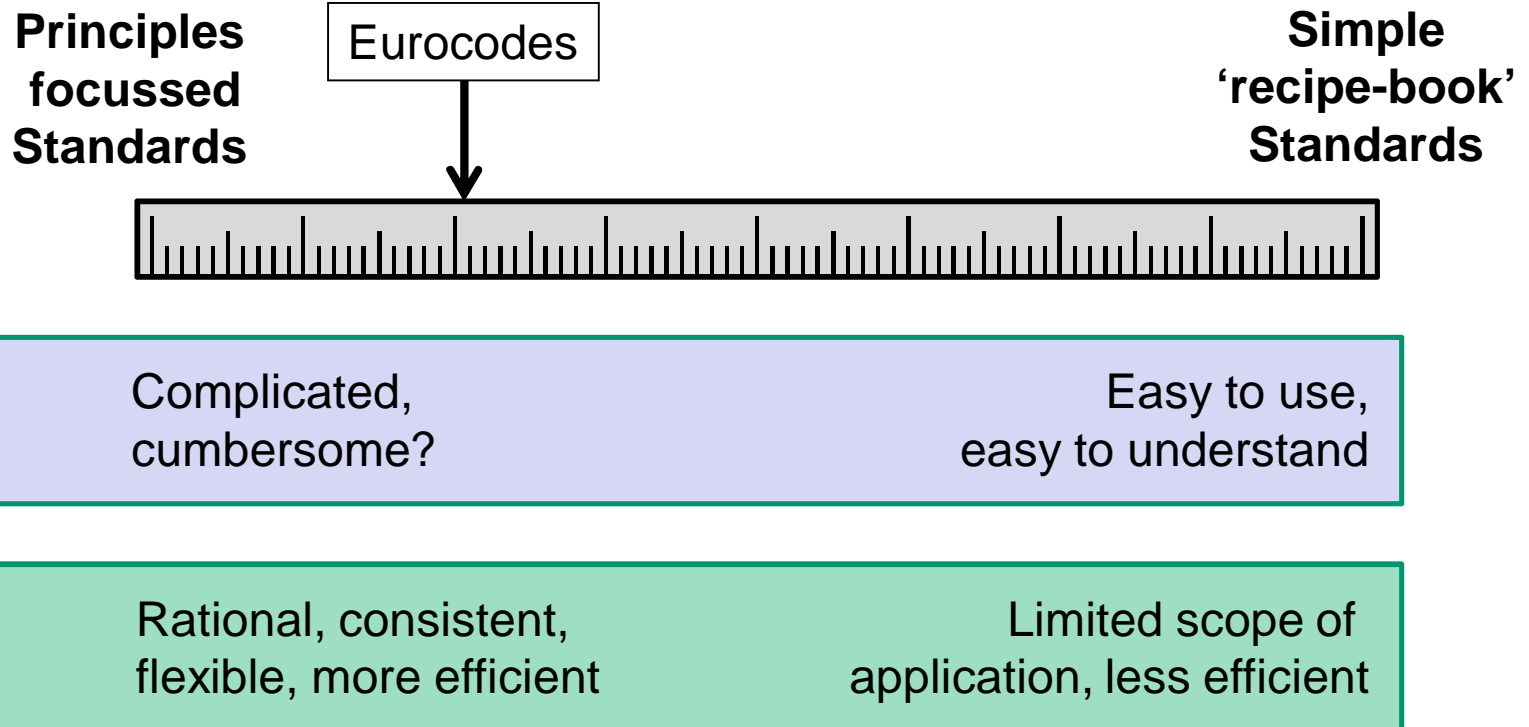 Principles
focussed
Standards
Eurocodes
Simple
‘recipe-book’
Standards
Complicated,
cumbersome?
Easy to use,
easy to understand
Rational, consistent,
flexible, more efficient
Limited scope of
application, less efficient